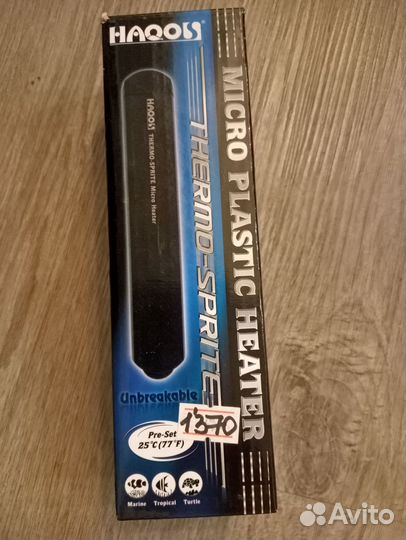 HAQOS®
HAQOS THERMO-SPRITE Micro Heater
THERMO-SPRITE
MICRO PLASTIC HEATER
Unbreakable
1370
Pre-Set
25°C (77°F)
Marine Tropical Turtle
Avito